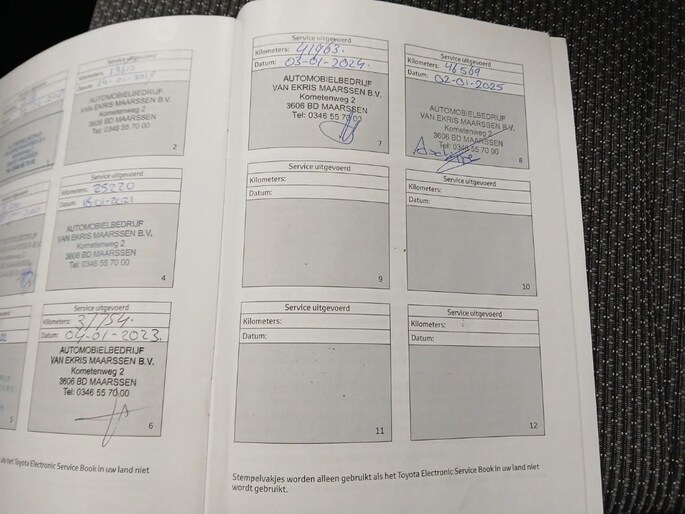 Kilometers:
Datum:
AUTOMOBIELBEDRIJF
VAN EKRIS MAARSSEN B.V.
Kometenweg 2
3606 BD MAARSSEN
Tel: 0346 55 70 00
2
Service uitgevoerd
Kilometers: 25220
Datum:
AUTOMOBIELBEDRIJF
VAN EKRIS MAARSSEN B.V.
Kometenweg 2
3606 BD MAARSSEN
Tel: 0346 55 70 00
4
Service uitgevoerd
Kilometers: 37754.
Datum: 04-01-2023.
AUTOMOBIELBEDRIJF
VAN EKRIS MAARSSEN B.V.
Kometenweg 2
3606 BD MAARSSEN
Tel: 0346 55 70 00
5
6
als het Toyota Electronic Service Book in uw land niet
Service uitgevoerd
Kilometers: 41963.
Datum: 03-01-2024.
AUTOMOBIELBEDRIJF
VAN EKRIS MAARSSEN B.V.
Kometenweg 2
3606 BD MAARSSEN
Tel: 0346 55 70 00
7
Service uitgevoerd
Kilometers: 46569
Datum: 02-01-2025
AUTOMOBIELBEDRIJF
VAN EKRIS MAARSSEN B.V.
Kometenweg 2
3606 BD MAARSSEN
Tel: 0346 55 70 00
8
Service uitgevoerd
Kilometers:
Datum:
9
Service uitgevoerd
Kilometers:
Datum:
10
Service uitgevoerd
Kilometers:
Datum:
11
Service uitgevoerd
Kilometers:
Datum:
12
Stempelvakjes worden alleen gebruikt als het Toyota Electronic Service Book in uw land niet
wordt gebruikt.